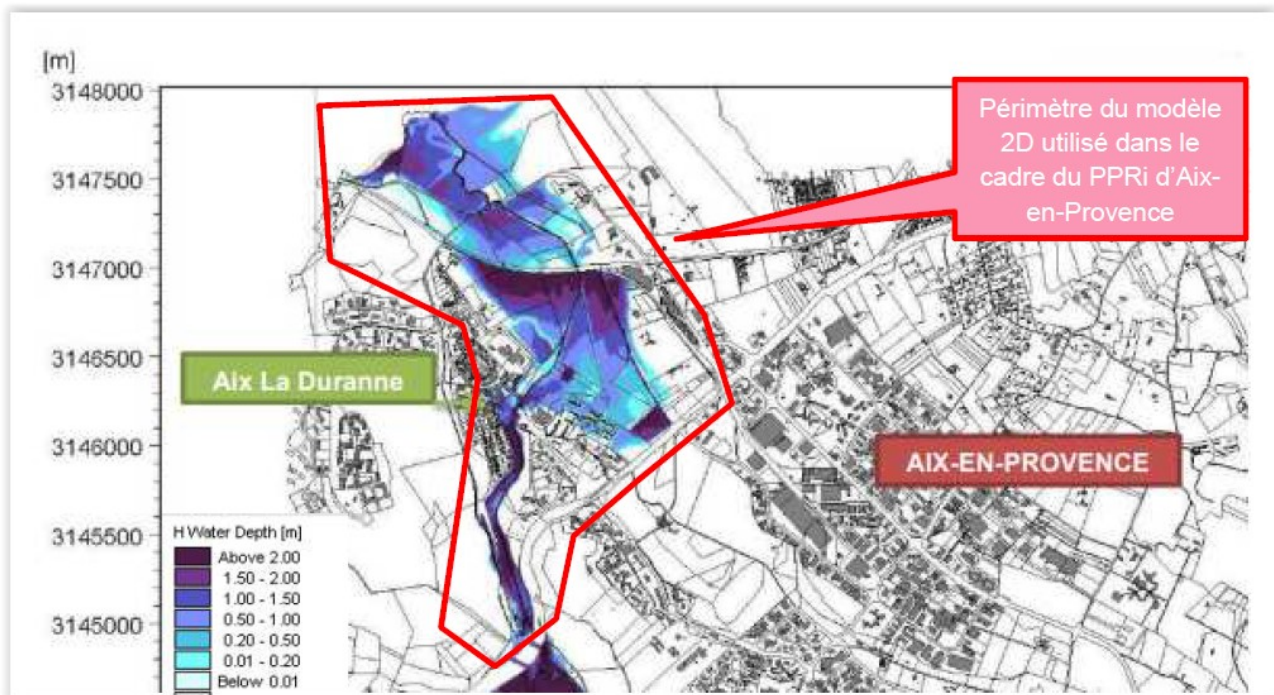 [m]
3148000
3147500
3147000
3146500
3146000
3145500
3145000
Périmètre du modèle
2D utilisé dans le
cadre du PPRi d'Aix-
en-Provence
Aix La Duranne
AIX-EN-PROVENCE
H Water Depth [m]
Above 2.00
1.50 - 2.00
1.00 - 1.50
0.50 - 1.00
0.20 - 0.50
0.01 - 0.20
Below 0.01